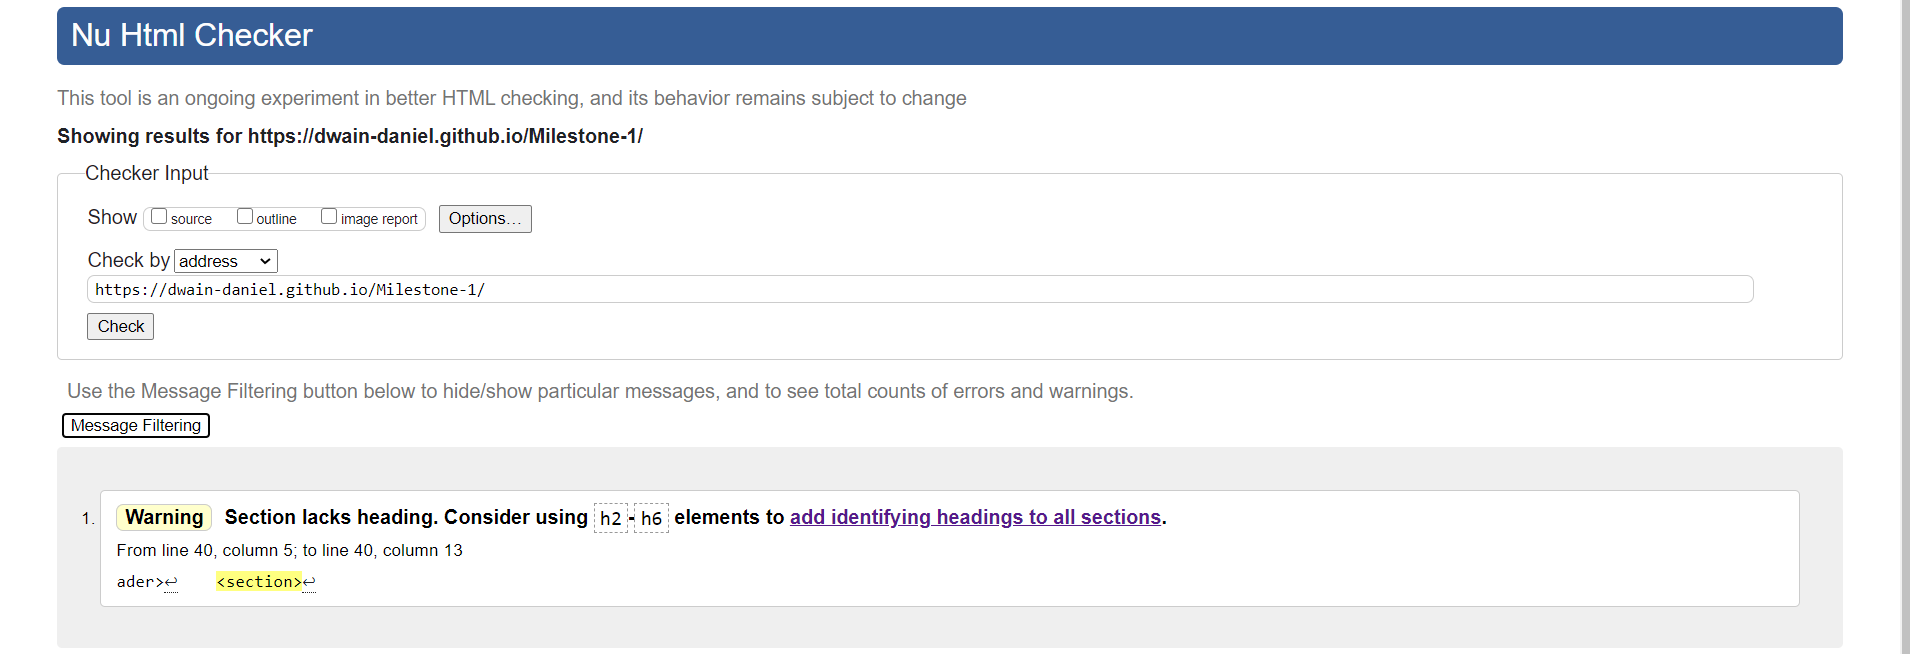 Nu Html Checker
This tool is an ongoing experiment in better HTML checking, and its behavior remains subject to change
Showing results for https://dwain-daniel.github.io/Milestone-1/
Checker Input
Show source outline image report Options...
Check by address
https://dwain-daniel.github.io/Milestone-1/
Check
Use the Message Filtering button below to hide/show particular messages, and to see total counts of errors and warnings.
Message Filtering
1. Warning Section lacks heading. Consider using h2-h6 elements to add identifying headings to all sections.
From line 40, column 5; to line 40, column 13
ader>↩ <section>↩